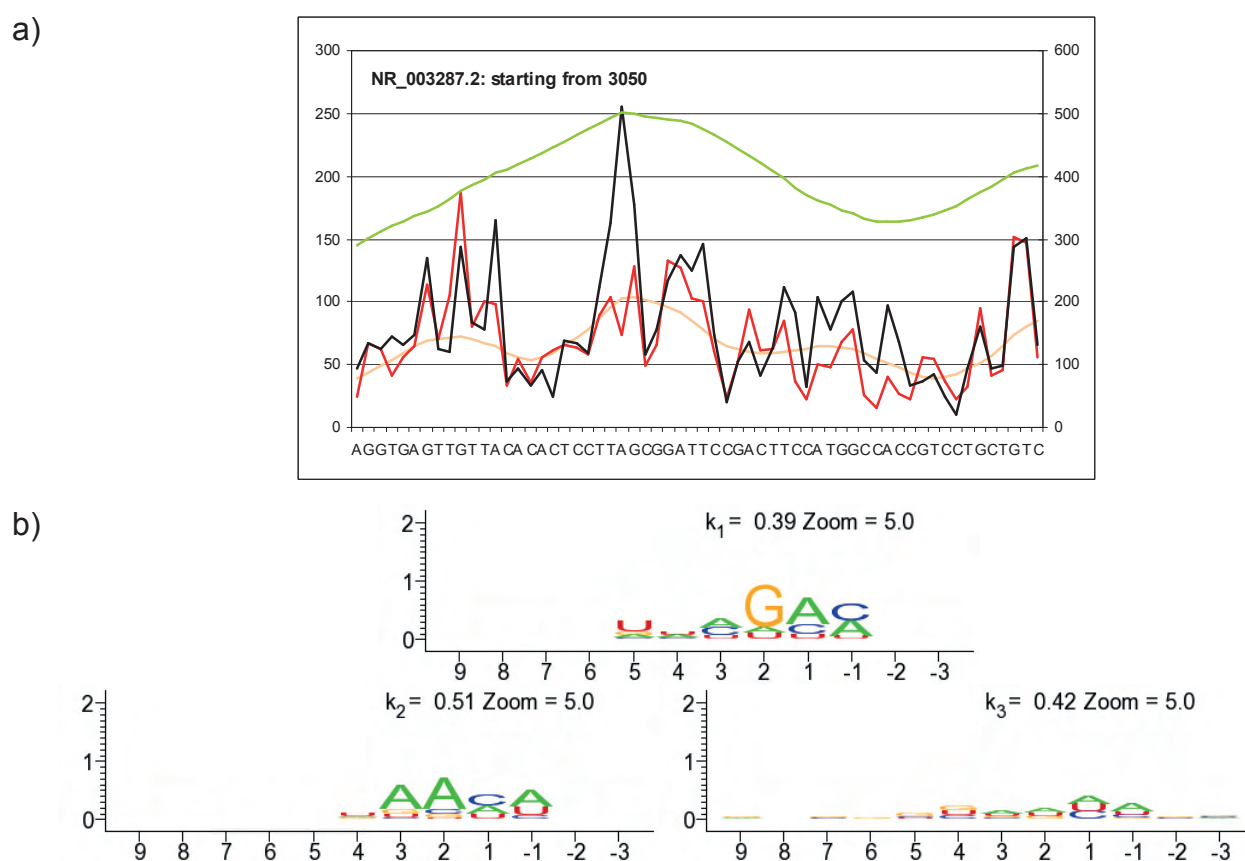 a)
300 600
NR_003287.2: starting from 3050
250 500
200 400
150 300
100 200
50 100
0 0
AGGTGAGTTGTTACACACTCCTTAGCGGATTCCGACTTCCATGGCCACCGTCCTGCTGTC
b)
k1= 0.39 Zoom = 5.0
2
1
U A G A C
0
9 8 7 6 5 4 3 2 1 -1 -2 -3
k2= 0.51 Zoom = 5.0
2
1
A A C A
0
9 8 7 6 5 4 3 2 1 -1 -2 -3
k3= 0.42 Zoom = 5.0
2
1
A A
0
9 8 7 6 5 4 3 2 1 -1 -2 -3